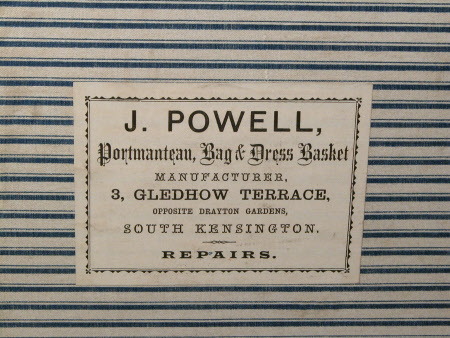 J. POWELL,
Portmanteau, Bag & Dress Basket
MANUFACTURER,
3, GLEDHOW TERRACE,
OPPOSITE DRAYTON GARDENS,
SOUTH KENSINGTON.
REPAIRS.